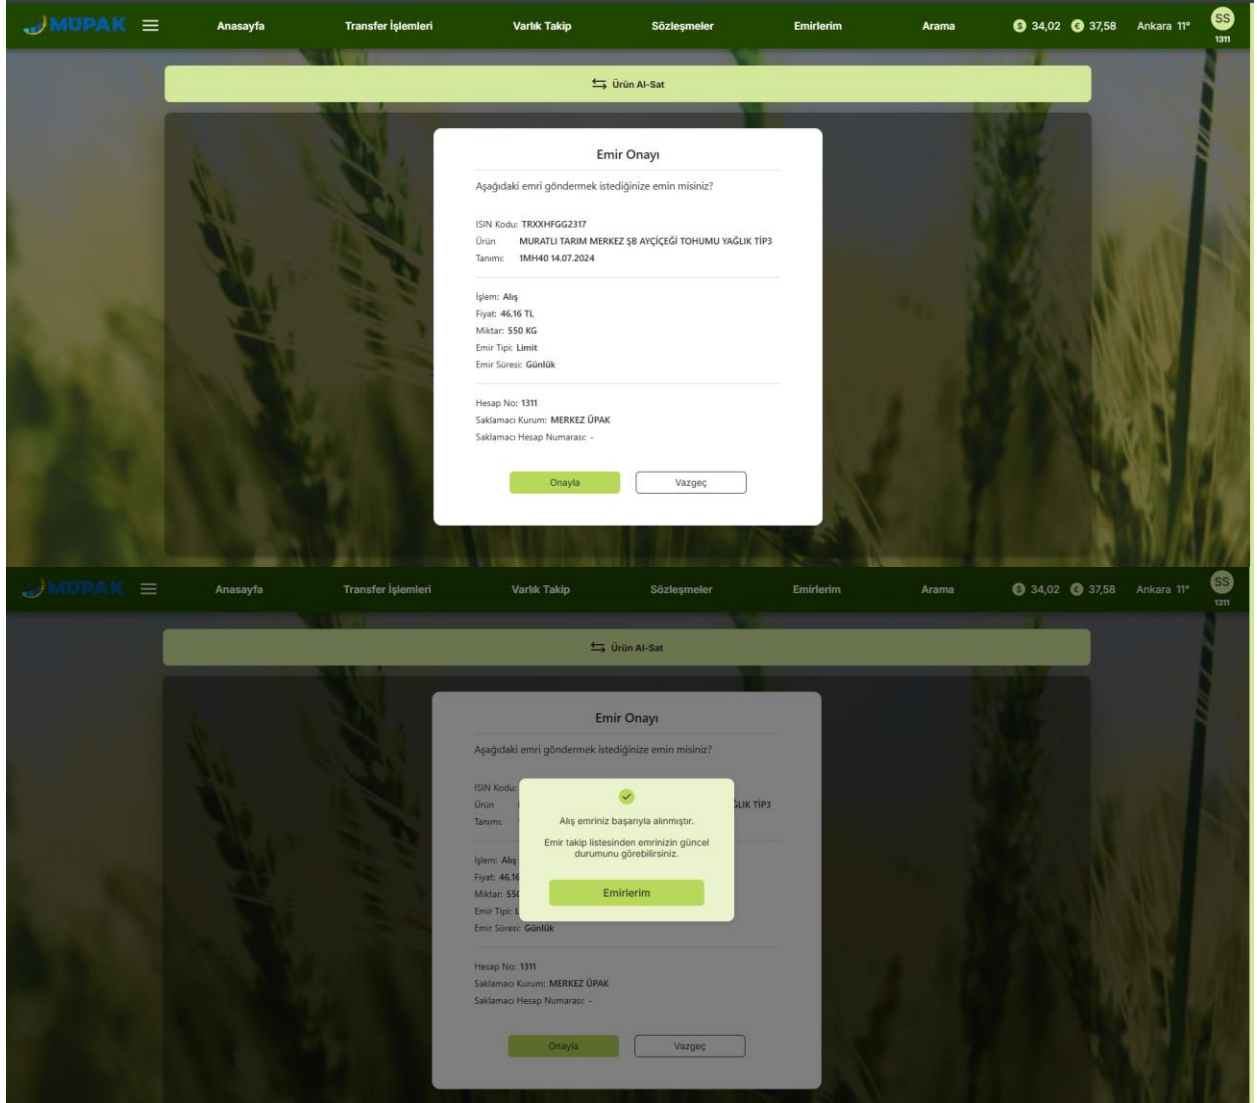 MÜPAK Anasayfa Transfer İşlemleri Varlık Takip Sözleşmeler Emirlerim Arama $ 34,02 € 37,58 Ankara 11° SS
1311
Ürün Al-Sat
Emir Onayı
Aşağıdaki emri göndermek istediğinize emin misiniz?
ISIN Kodu: TRXXHFGG2317
Ürün MURATLI TARIM MERKEZ ŞB AYÇİÇEĞİ TOHUMU YAĞLIK TİP3
Tanımı: 1MH40 14.07.2024
İşlem: Alış
Fiyat: 46,16 TL
Miktar: 550 KG
Emir Tipi: Limit
Emir Süresi: Günlük
Hesap No: 1311
Saklamacı Kurum: MERKEZ ÜPAK
Saklamacı Hesap Numarası: -
Onayla Vazgeç
MÜPAK Anasayfa Transfer İşlemleri Varlık Takip Sözleşmeler Emirlerim Arama $ 34,02 € 37,58 Ankara 11° SS
1311
Ürün Al-Sat
Emir Onayı
Aşağıdaki emri göndermek istediğinize emin misiniz?
ISIN Kodu:
Ürün ĞLIK TİP3
Tanımı:
Alış emriniz başarıyla alınmıştır.
Emir takip listesinden emrinizin güncel
durumunu görebilirsiniz.
Emirlerim
İşlem: Alış
Fiyat: 46,16
Miktar: 550
Emir Tipi: L
Emir Süresi: Günlük
Hesap No: 1311
Saklamacı Kurum: MERKEZ ÜPAK
Saklamacı Hesap Numarası: -
Onayla Vazgeç